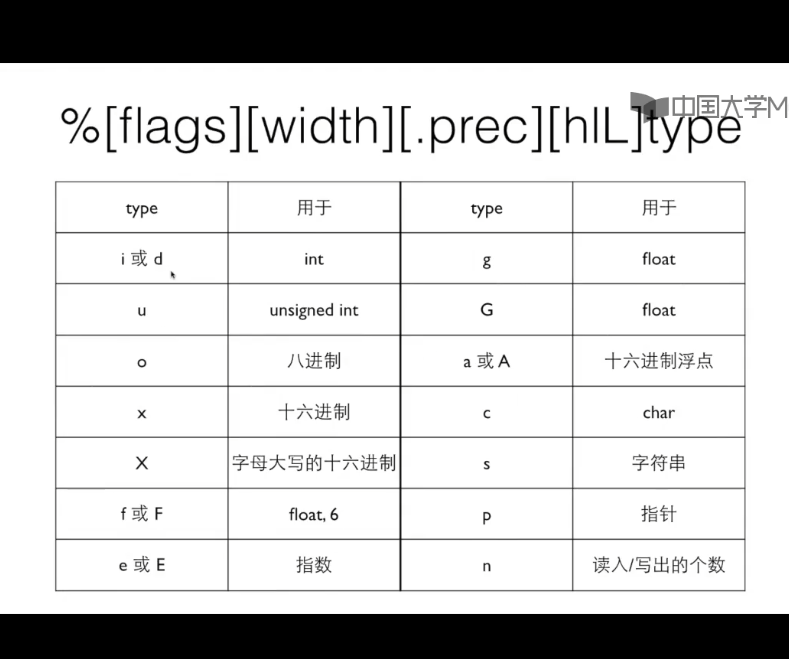 中国大学M
%[flags][width][.prec][hlL]type
type 用于 type 用于
i 或 d int g float
u unsigned int G float
o 八进制 a 或 A 十六进制浮点
x 十六进制 c char
X 字母大写的十六进制 s 字符串
f 或 F float, 6 p 指针
e 或 E 指数 n 读入/写出的个数